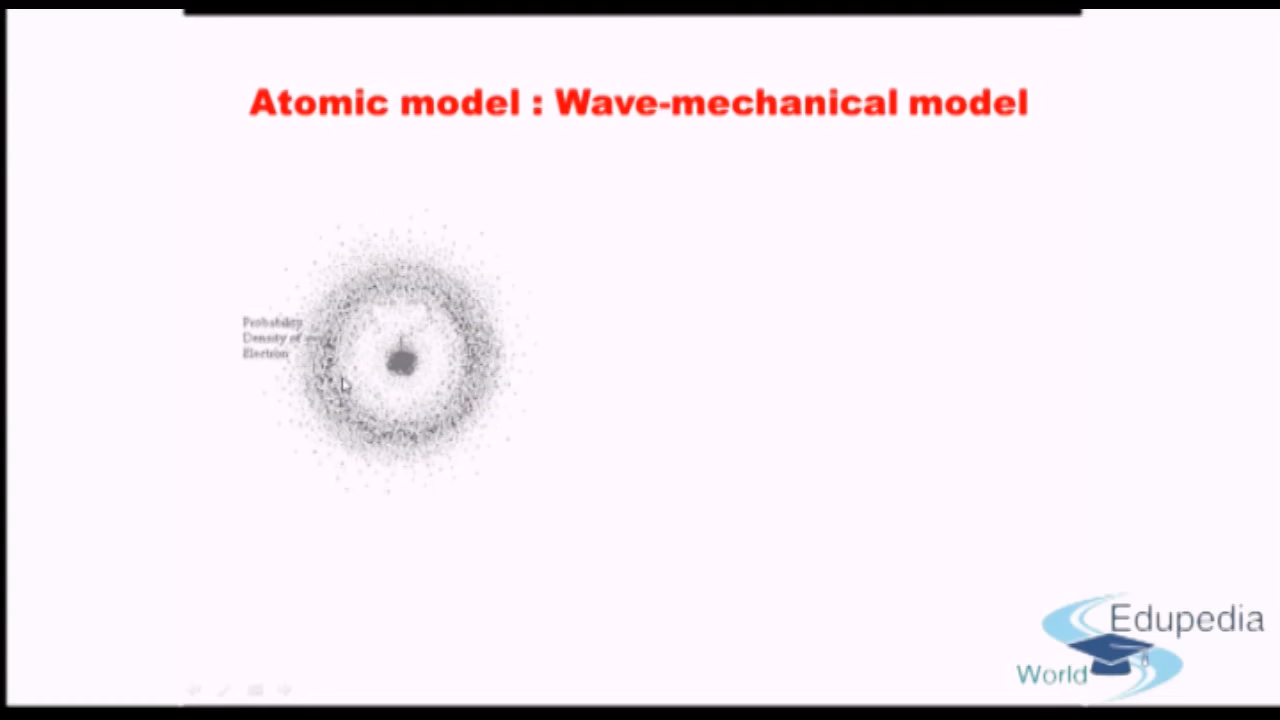 Atomic model : Wave-mechanical model
Probability
Density of
Electron
Edupedia
World